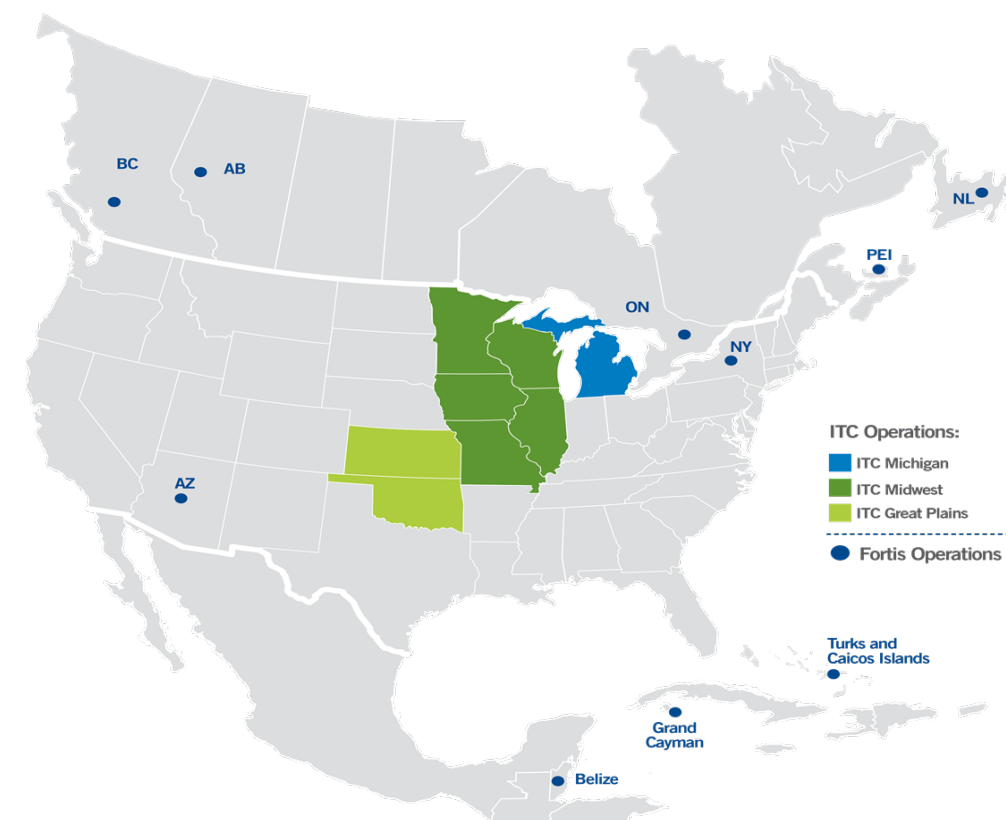 BC
AB
NL
PEI
ON
NY
AZ
ITC Operations:
ITC Michigan
ITC Midwest
ITC Great Plains
Fortis Operations
Turks and
Caicos Islands
Grand
Cayman
Belize